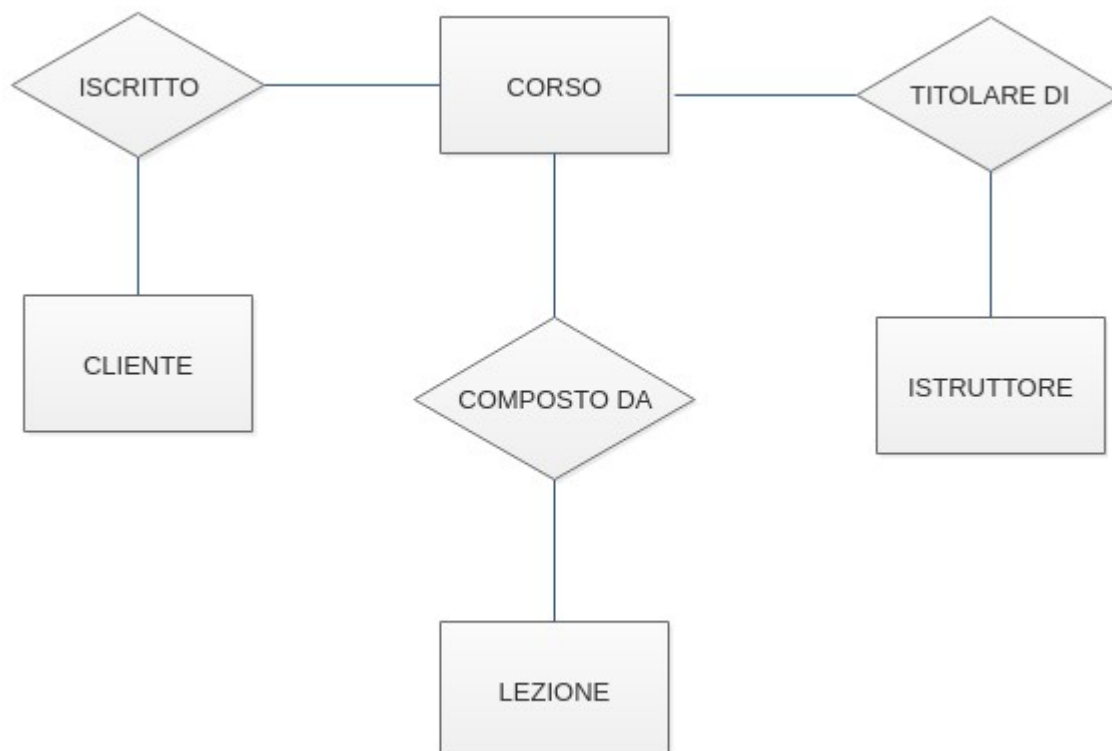 ISCRITTO
CORSO
TITOLARE DI
CLIENTE
COMPOSTO DA
ISTRUTTORE
LEZIONE